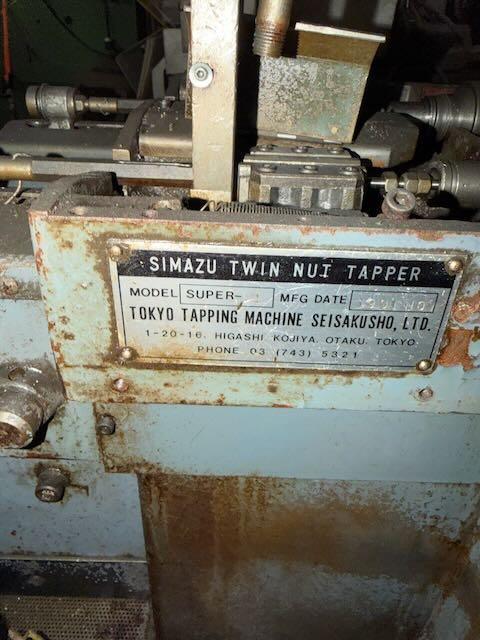 SIMAZU TWIN NUT TAPPER
MODEL SUPER- MFG DATE
TOKYO TAPPING MACHINE SEISAKUSHO, LTD.
1-20-16, HIGASHI KOJIYA, OTAKU, TOKYO.
PHONE 03 (743) 5321